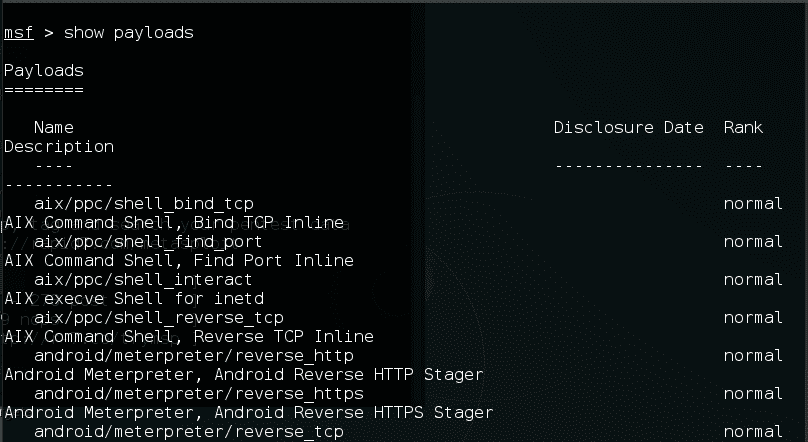 msf > show payloads
Payloads
========
Name Disclosure Date Rank
Description
---- --------------- ----
-----------
aix/ppc/shell_bind_tcp normal
AIX Command Shell, Bind TCP Inline
aix/ppc/shell_find_port normal
AIX Command Shell, Find Port Inline
aix/ppc/shell_interact normal
AIX execve Shell for inetd
aix/ppc/shell_reverse_tcp normal
AIX Command Shell, Reverse TCP Inline
android/meterpreter/reverse_http normal
Android Meterpreter, Android Reverse HTTP Stager
android/meterpreter/reverse_https normal
Android Meterpreter, Android Reverse HTTPS Stager
android/meterpreter/reverse_tcp normal